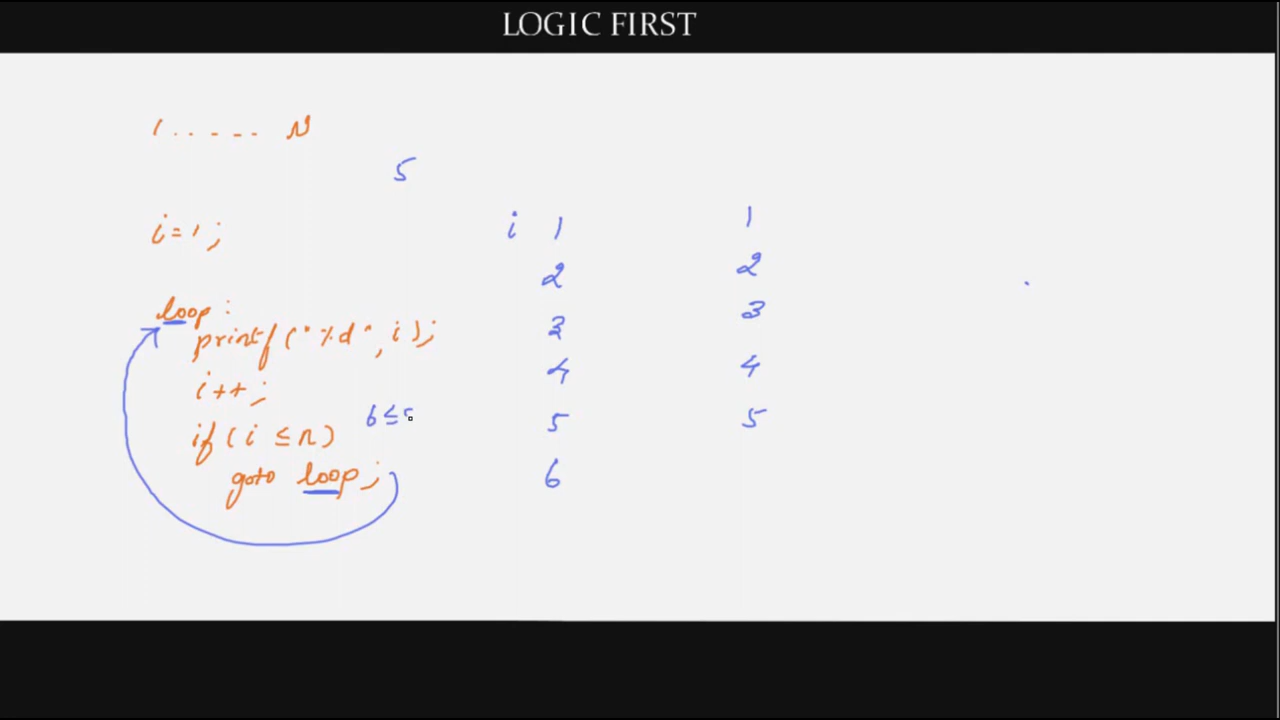 LOGIC FIRST
1 ..... N
5
i=1;
loop:
printf("%d", i);
i++;
if(i ≤ n)
goto loop;
6≤5
i 1
2
3
4
5
6
1
2
3
4
5